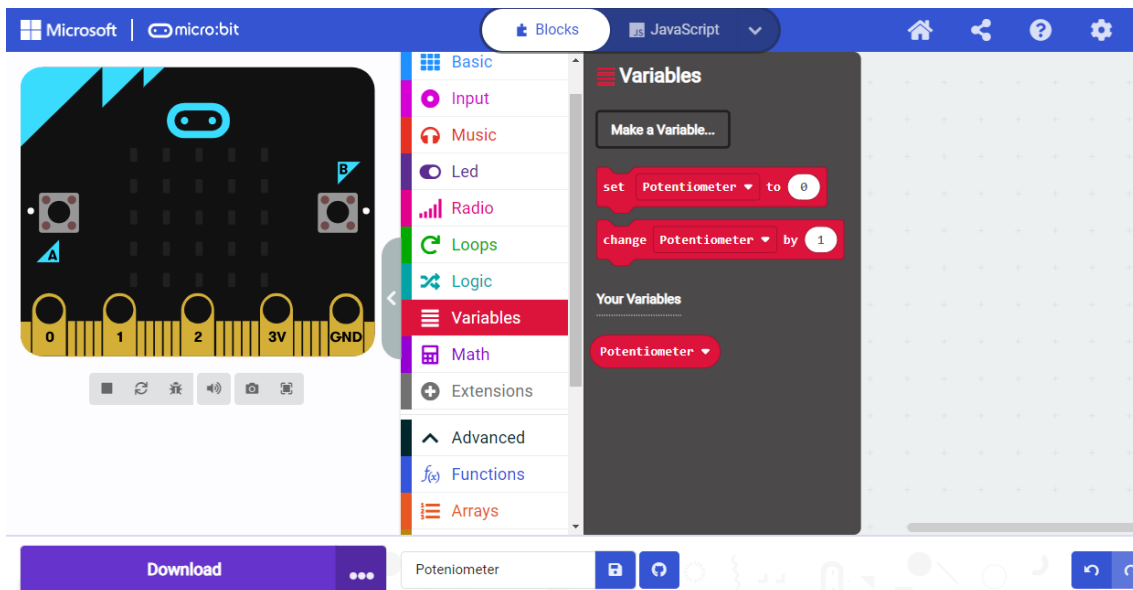 Microsoft micro:bit Blocks JS JavaScript
Basic
Input
Music
Led
Radio
Loops
Logic
Variables
Math
Extensions
Advanced
f(x) Functions
Arrays
Variables
Make a Variable...
set Potentiometer to 0
change Potentiometer by 1
Your Variables
Potentiometer
B
A
0 1 2 3V GND
Download
Poteniometer